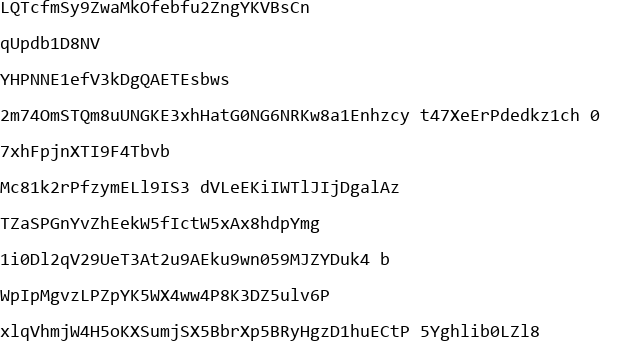 LQTcfmSy9ZwaMkOfebfu2ZngYKVBsCn
qUpdb1D8NV
YHPNNE1efV3kDgQAETEsbws
2m74OmSTQm8uUNGKE3xhHatG0NG6NRKw8a1Enhzcy t47XeErPdedkz1ch 0
7xhFpjnXTI9F4Tbvb
Mc81k2rPfzymELl9IS3 dVLeEKiIWTlJIjDgalAz
TZaSPGnYvZhEekW5fIctW5xAx8hdpYmg
1i0Dl2qV29UeT3At2u9AEku9wn059MJZYDuk4 b
WpIpMgvzLPZpYK5WX4ww4P8K3DZ5ulv6P
xlqVhmjW4H5oKXSumjSX5BbrXp5BRyHgzD1huECtP 5Yghlib0LZl8